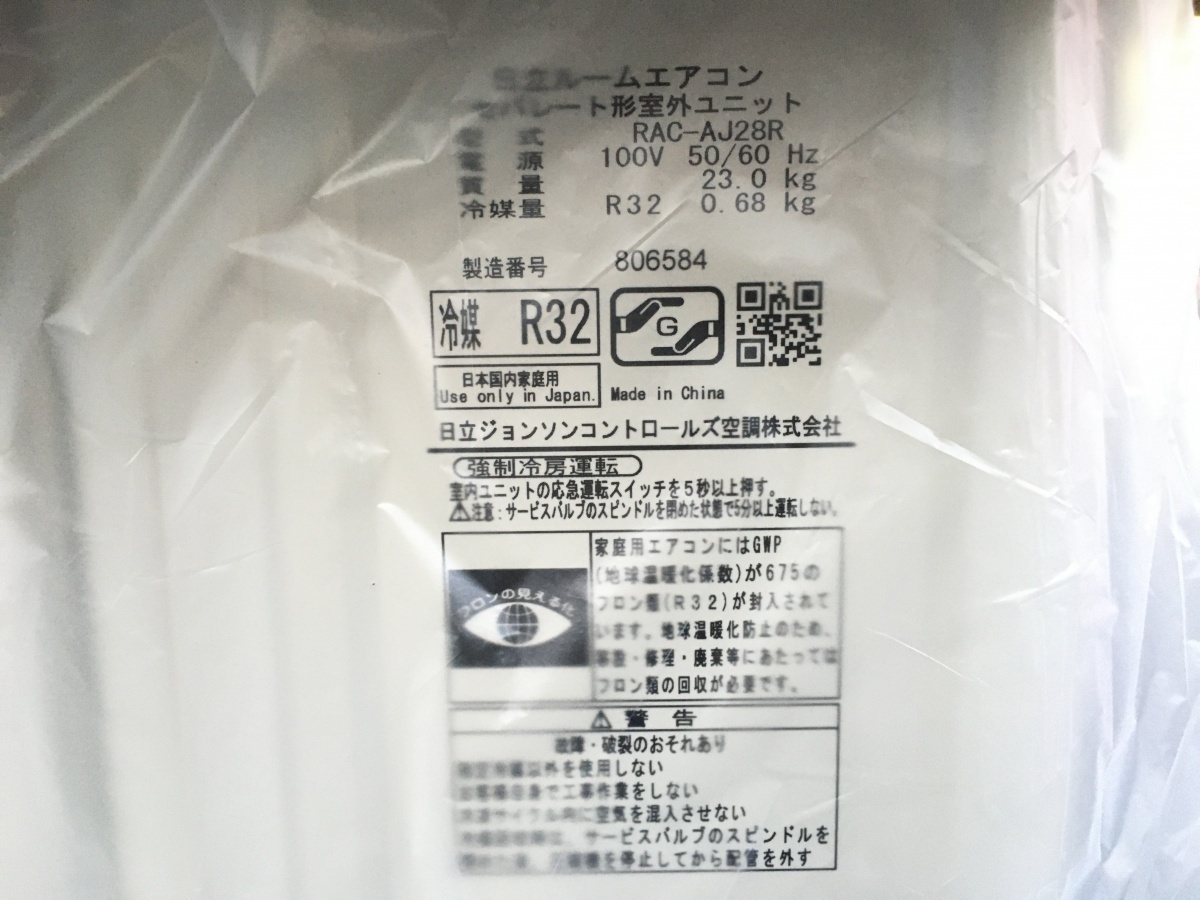 日立ルームエアコン
セパレート形室外ユニット
型式 RAC-AJ28R
電源 100V 50/60 Hz
質量 23.0 kg
冷媒量 R32 0.68 kg
製造番号 806584
冷媒 R32
G
日本国内家庭用
Use only in Japan.
Made in China
日立ジョンソンコントロールズ空調株式会社
強制冷房運転
室内ユニットの応急運転スイッチを5秒以上押す。
⚠注意:サービスバルブのスピンドルを閉めた状態で5分以上運転しない。
フロンの見える化
家庭用エアコンにはGWP
(地球温暖化係数)が675の
フロン類(R32)が封入されて
います。地球温暖化防止のため、
移設・修理・廃棄等にあたっては
フロン類の回収が必要です。
⚠警告
故障・破裂のおそれあり
指定冷媒以外を使用しない
お客様自身で工事作業をしない
冷凍サイクル内に空気を混入させない
サービスバルブのスピンドルを
圧縮機を停止してから配管を外す